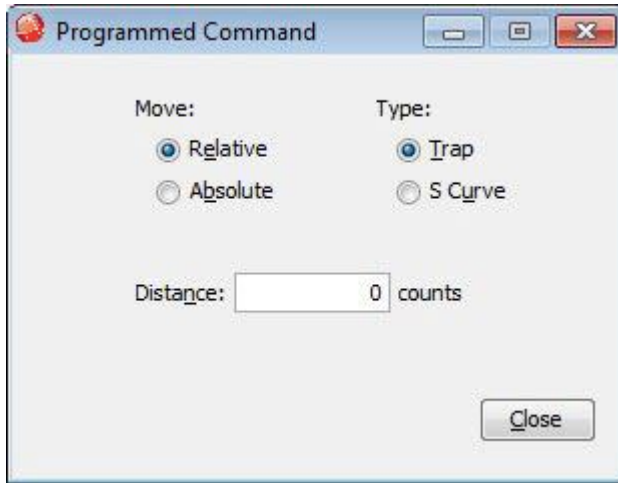 Programmed Command
Move: Type:
Relative Trap
Absolute S Curve
Distance: 0 counts
Close